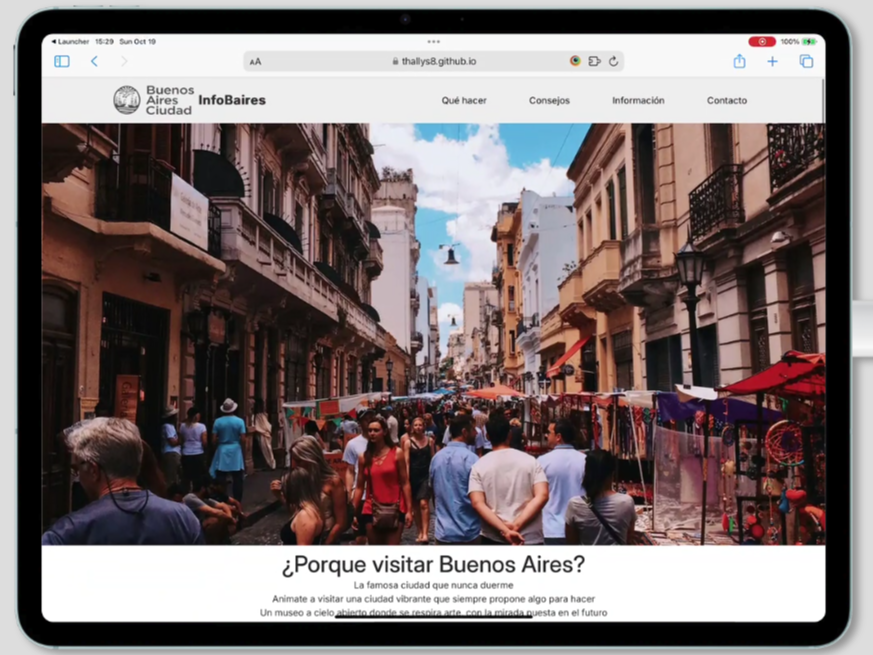 Launcher 15:29 Sun Oct 19
100%
AA thallys8.github.io
Buenos
Aires
Ciudad
InfoBaires
Qué hacer Consejos Información Contacto
¿Porque visitar Buenos Aires?
La famosa ciudad que nunca duerme
Animate a visitar una ciudad vibrante que siempre propone algo para hacer
Un museo a cielo abierto donde se respira arte, con la mirada puesta en el futuro